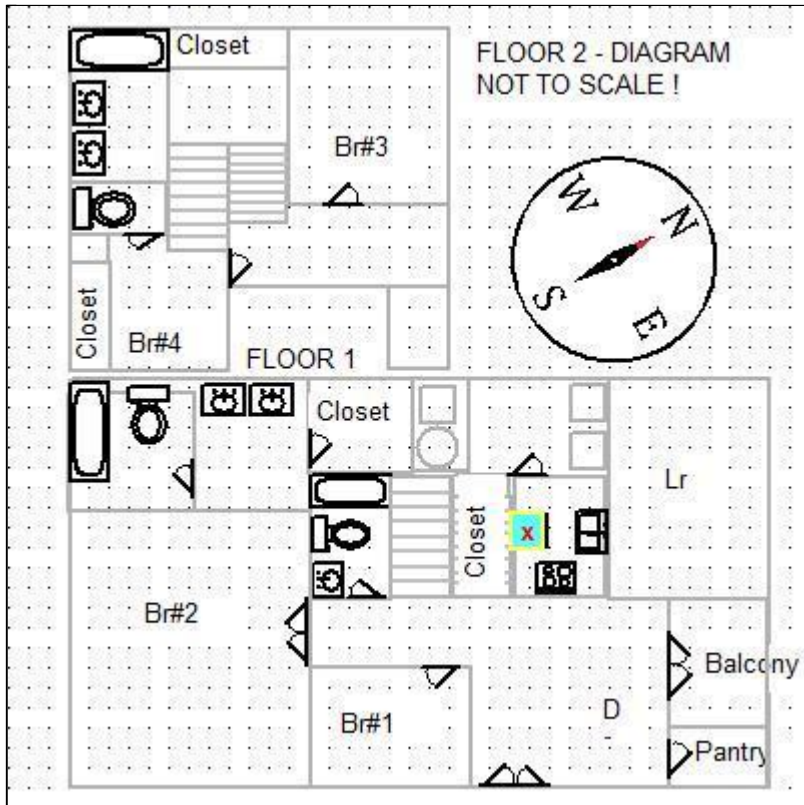 Closet
FLOOR 2 - DIAGRAM
NOT TO SCALE !
Br#3
W
N
S
E
Closet
Br#4
FLOOR 1
Closet
Lr
Closet
x
Br#2
Balcony
Br#1
D
Pantry